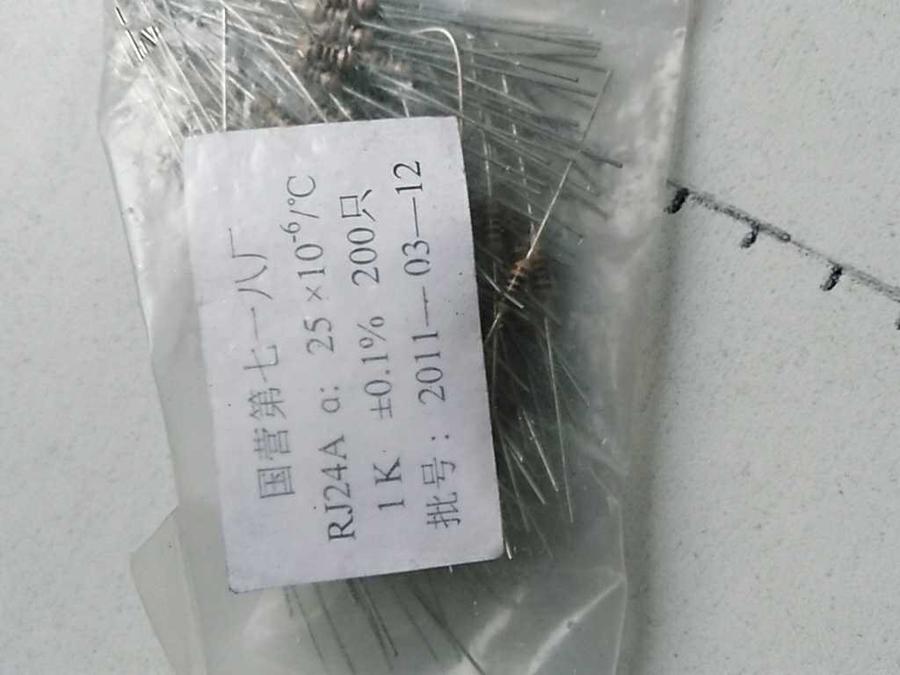 国营第七一八厂
RJ24A α: 25×10⁻⁶/℃
1K ±0.1% 200只
批号: 2011—03—12